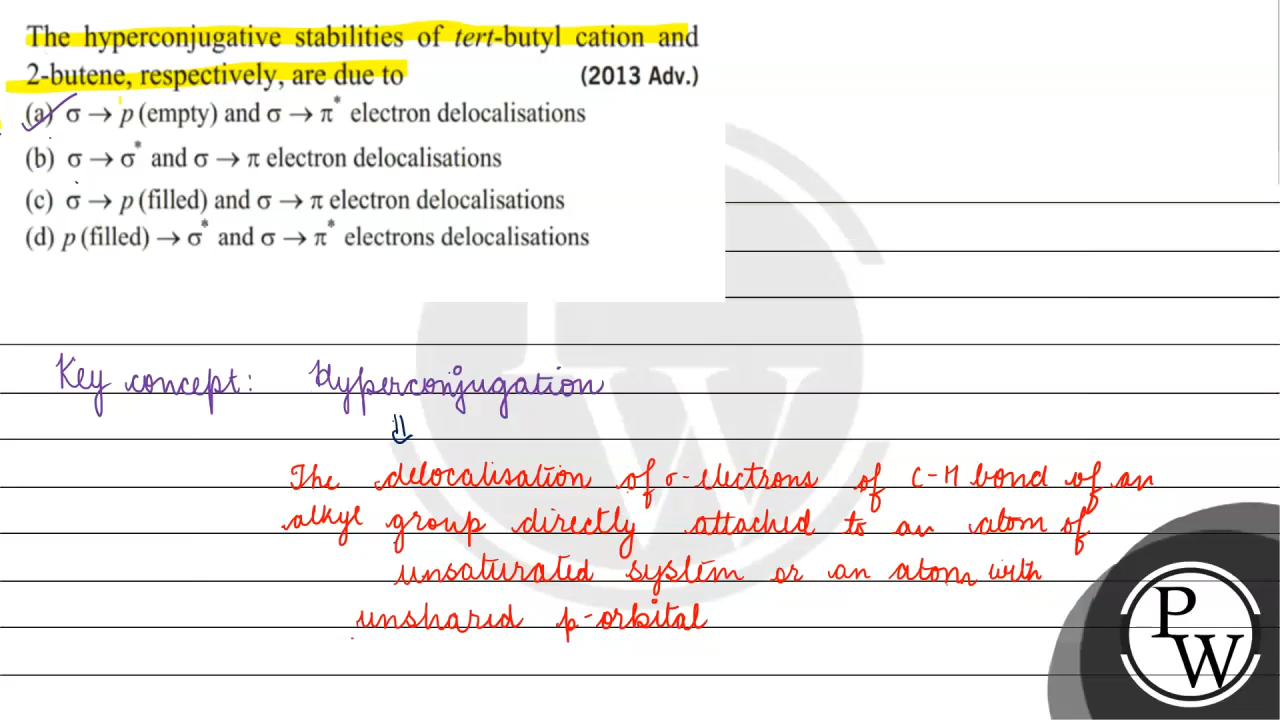 The hyperconjugative stabilities of tert-butyl cation and
2-butene, respectively, are due to (2013 Adv.)
(a) σ → p (empty) and σ → π* electron delocalisations
(b) σ → σ* and σ → π electron delocalisations
(c) σ → p (filled) and σ → π electron delocalisations
(d) p (filled) → σ* and σ → π* electrons delocalisations
Key concept: Hyperconjugation
⇓
The delocalisation of σ-electrons of C-H bond of an
alkyl group directly attached to an atom of
unsaturated system or an atom with
unshared p-orbital
P
W